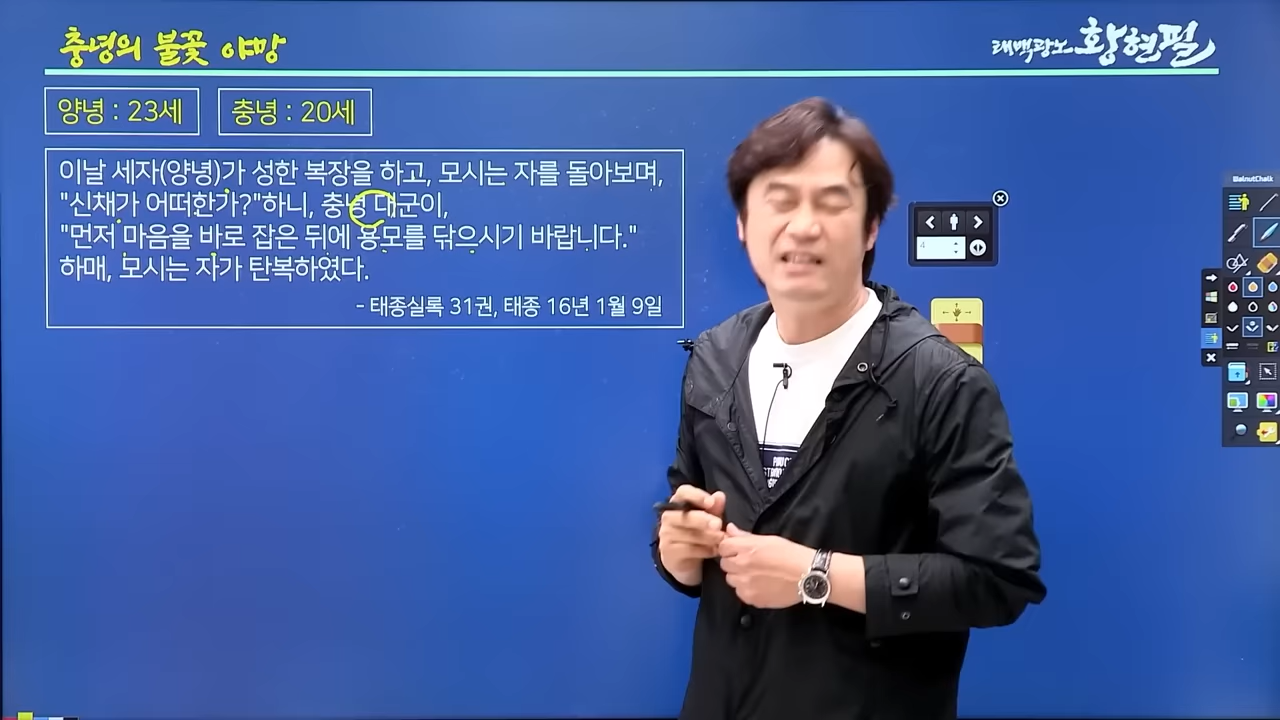 충녕의 불꽃 야망
태백광노 황현필
양녕 : 23세
충녕 : 20세
이날 세자(양녕)가 성한 복장을 하고, 모시는 자를 돌아보며,
"신채가 어떠한가?"하니, 충녕 대군이,
"먼저 마음을 바로 잡은 뒤에 용모를 닦으시기 바랍니다."
하매, 모시는 자가 탄복하였다.
- 태종실록 31권, 태종 16년 1월 9일
WalnutChalk
4